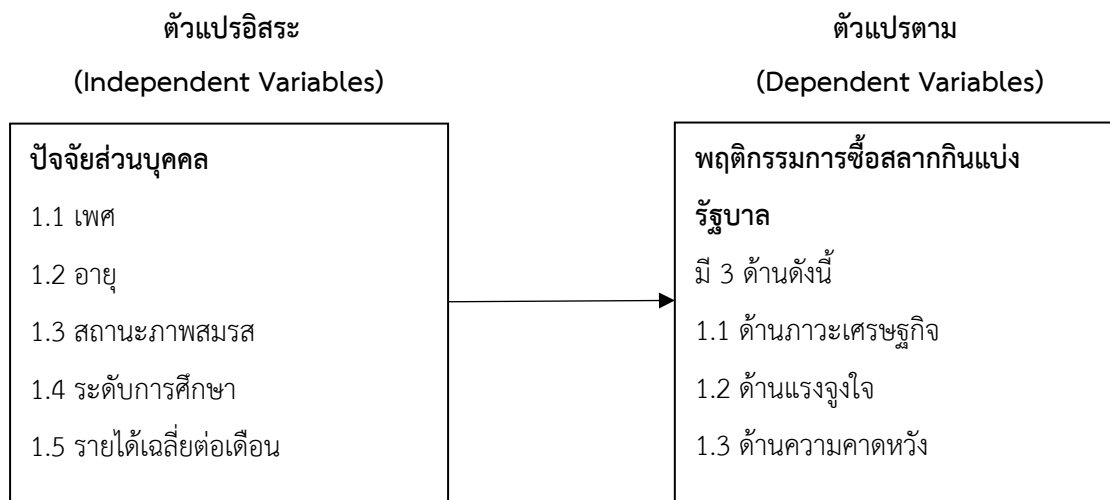 ตัวแปรอิสระ
(Independent Variables)
ปัจจัยส่วนบุคคล
1.1 เพศ
1.2 อายุ
1.3 สถานะภาพสมรส
1.4 ระดับการศึกษา
1.5 รายได้เฉลี่ยต่อเดือน
ตัวแปรตาม
(Dependent Variables)
พฤติกรรมการซื้อสลากกินแบ่ง
รัฐบาล
มี 3 ด้านดังนี้
1.1 ด้านภาวะเศรษฐกิจ
1.2 ด้านแรงจูงใจ
1.3 ด้านความคาดหวัง